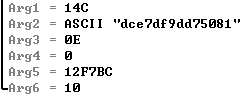 Arg1 = 14C
Arg2 = ASCII "dce7df9dd75081"
Arg3 = 0E
Arg4 = 0
Arg5 = 12F7BC
Arg6 = 10